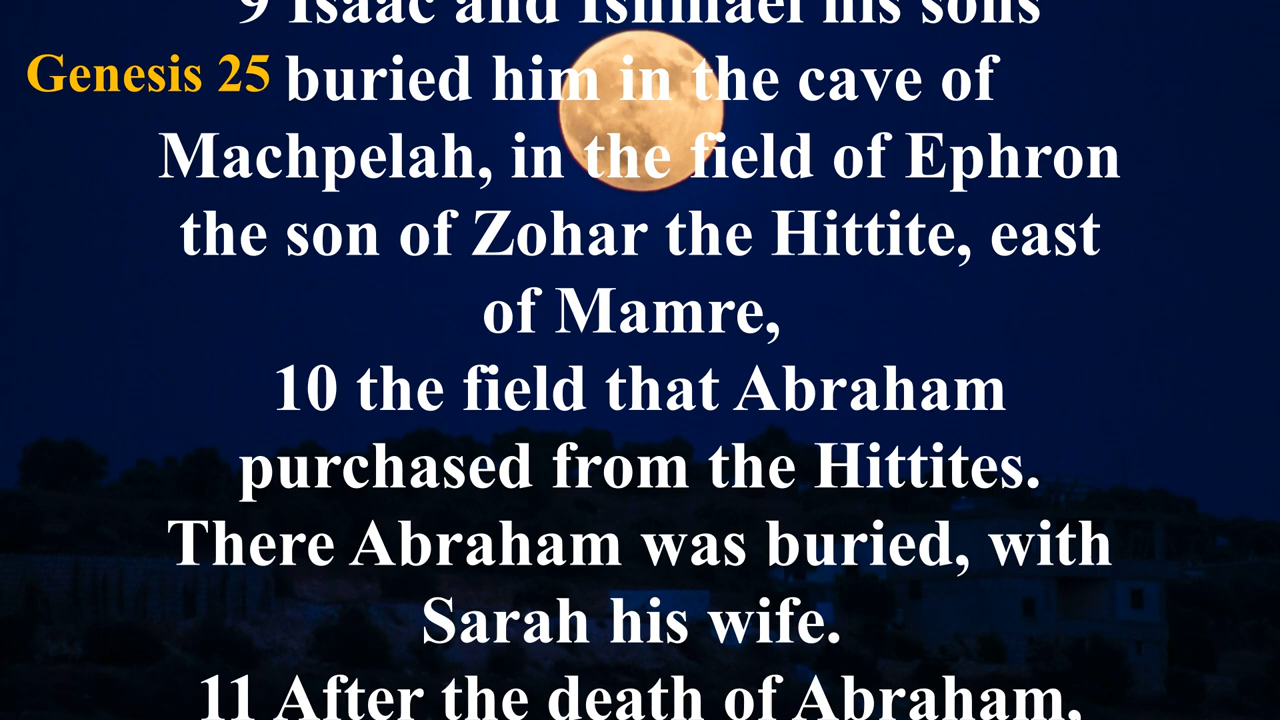 9 Isaac and Ishmael his sons
Genesis 25
buried him in the cave of
Machpelah, in the field of Ephron
the son of Zohar the Hittite, east
of Mamre,
10 the field that Abraham
purchased from the Hittites.
There Abraham was buried, with
Sarah his wife.
11 After the death of Abraham,